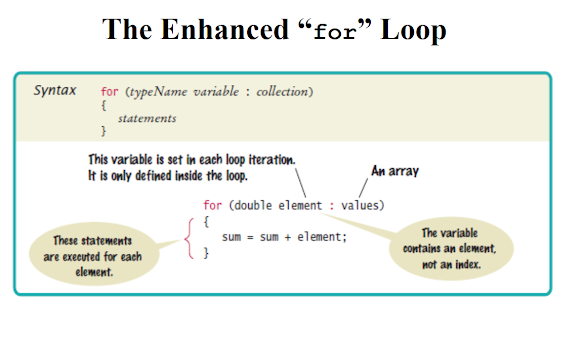 The Enhanced “for” Loop
Syntax
for (typeName variable : collection)
{
statements
}
This variable is set in each loop iteration.
It is only defined inside the loop.
An array
for (double element : values)
{
sum = sum + element;
}
These statements
are executed for each
element.
The variable
contains an element,
not an index.